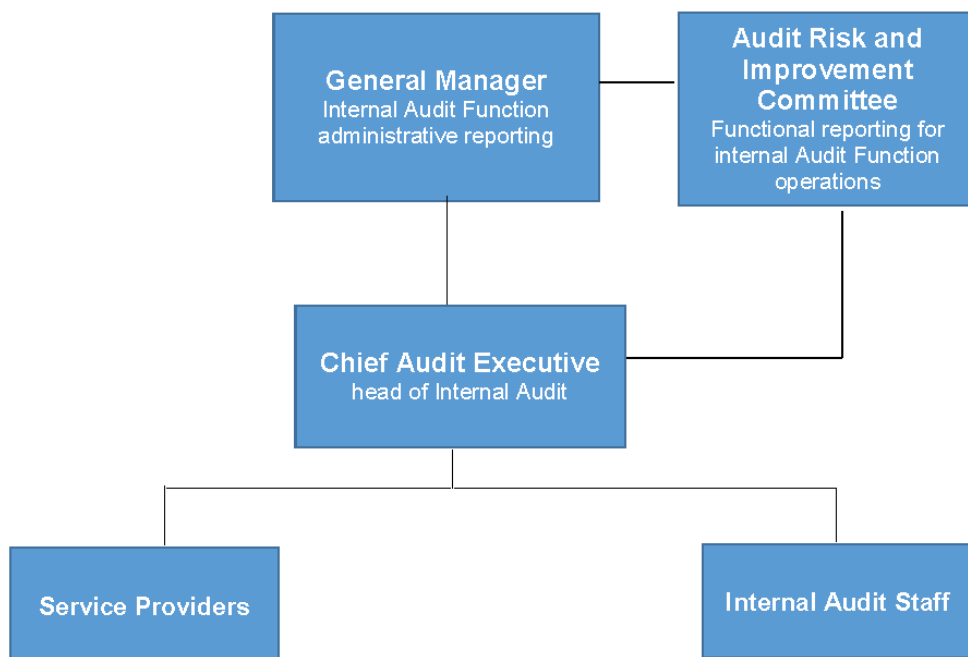 General Manager
Internal Audit Function
administrative reporting
Audit Risk and
Improvement
Committee
Functional reporting for
internal Audit Function
operations
Chief Audit Executive
head of Internal Audit
Service Providers
Internal Audit Staff